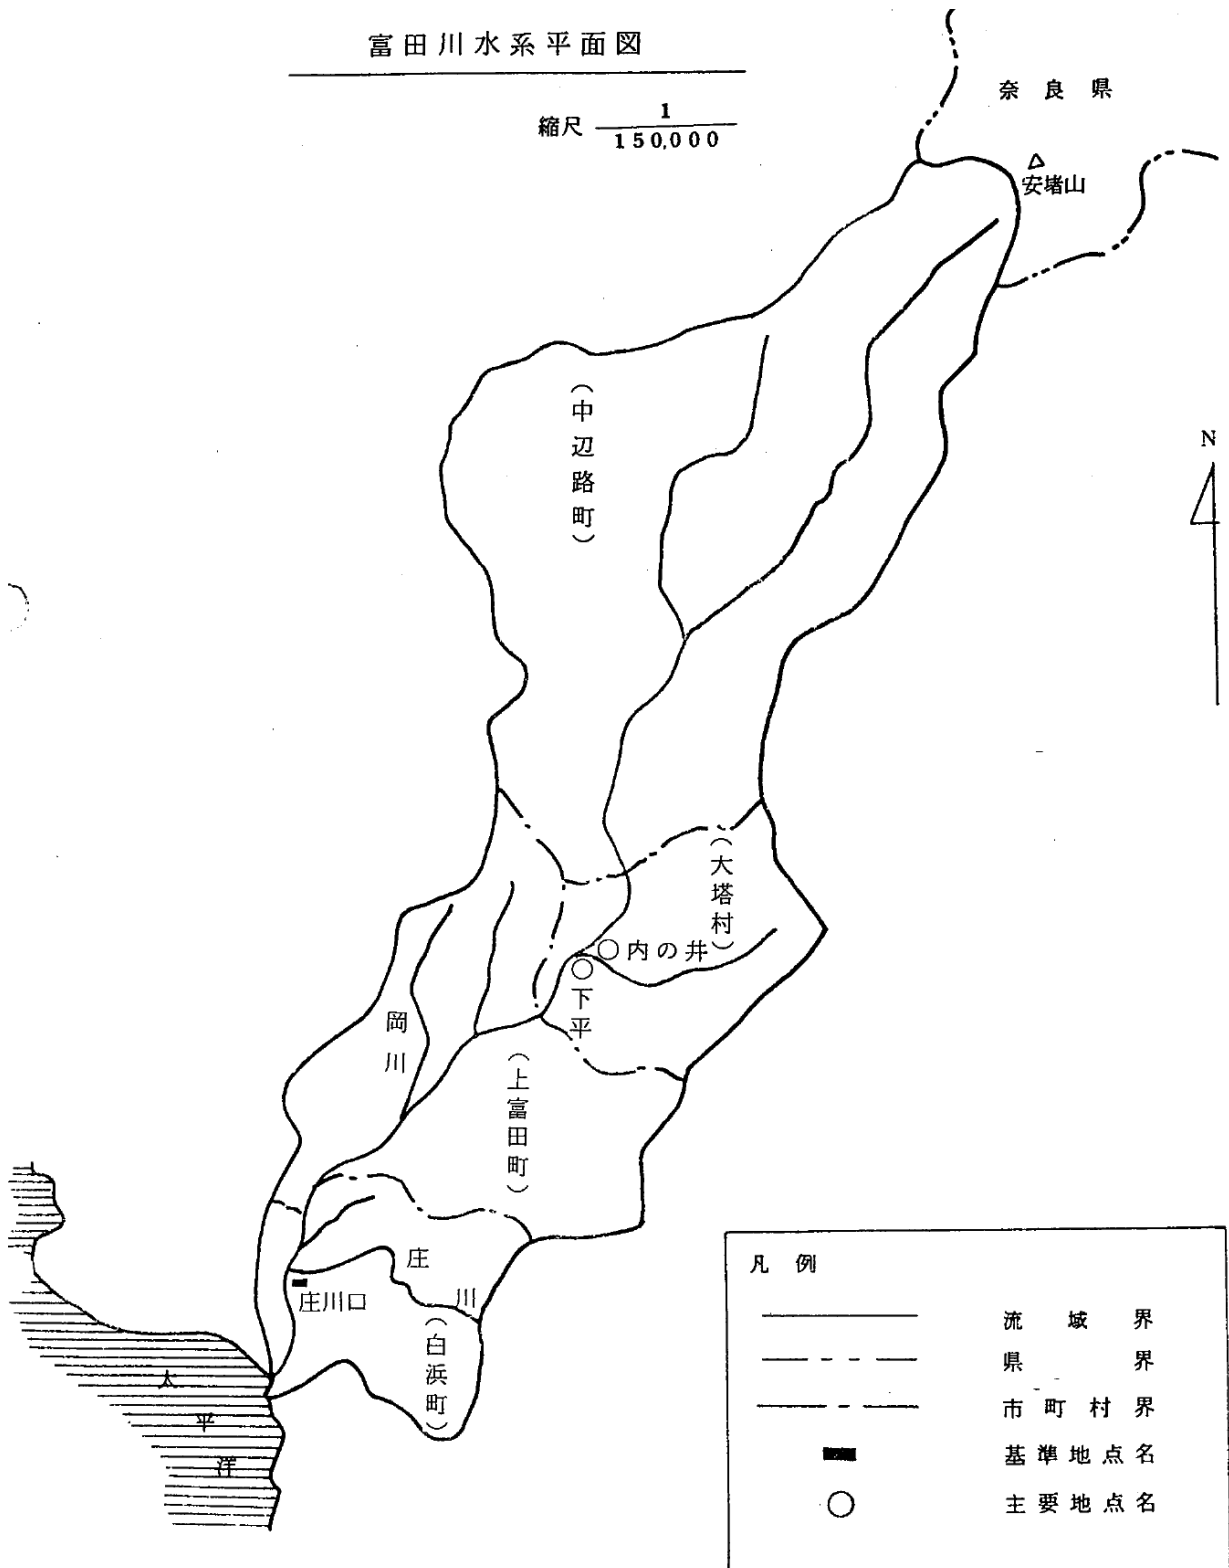 富田川水系平面図
縮尺 1/150,000
奈良県
安堵山
N
(中辺路町)
(大塔村)
内の井
下平
岡川
(上富田町)
庄川
庄川口
(白浜町)
太平洋
凡例
流域界
県界
市町村界
基準地点名
主要地点名